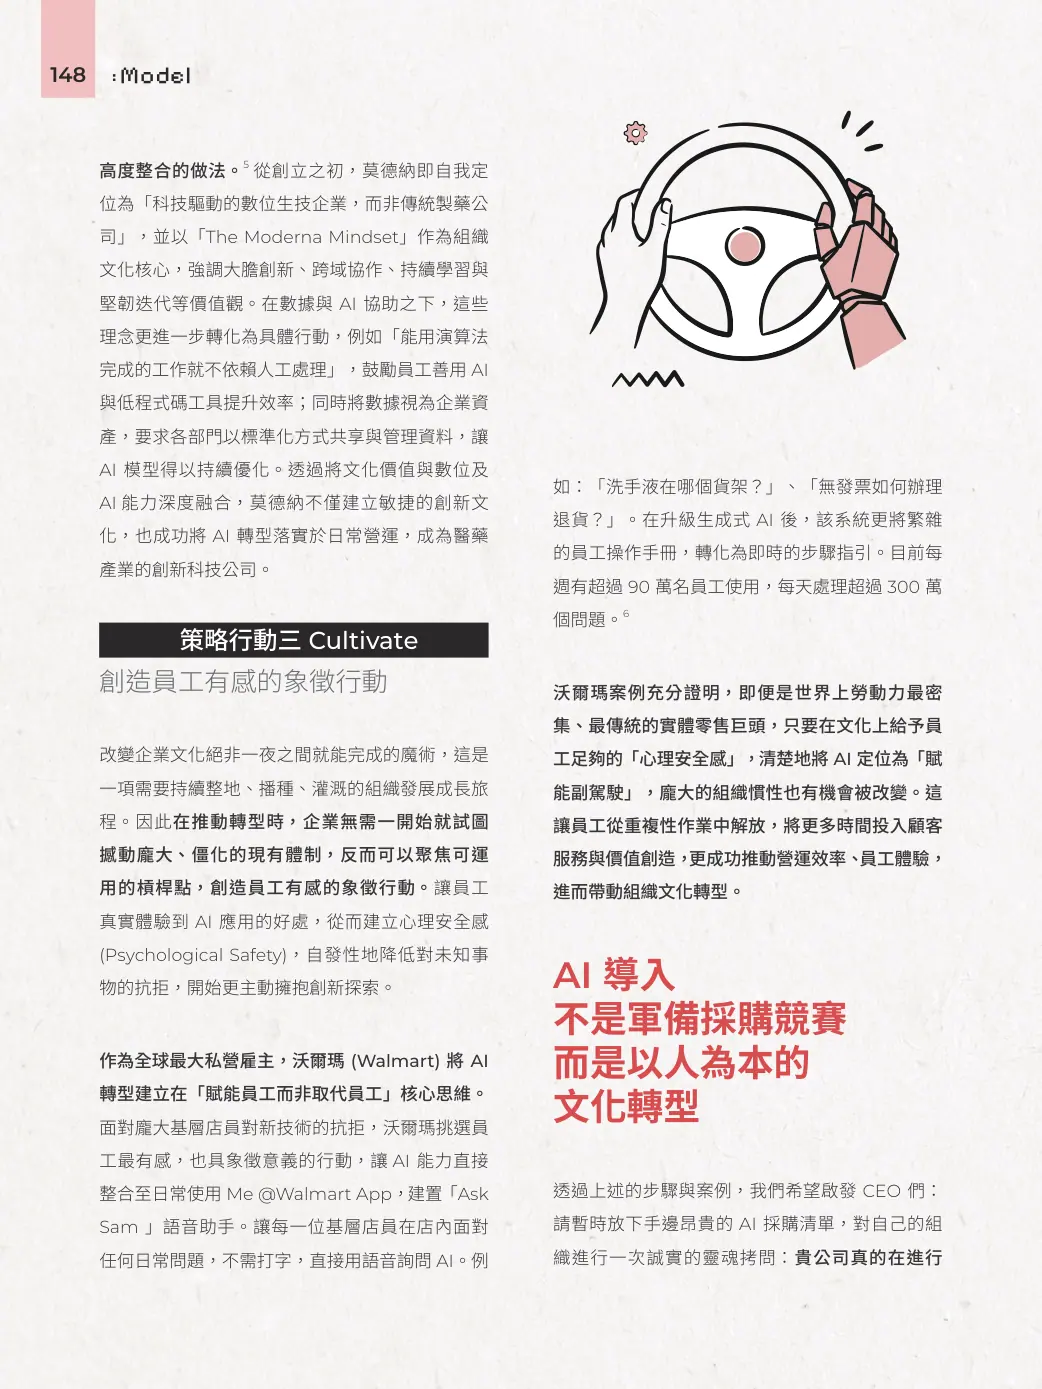 148 :Model
高度整合的做法。5 從創立之初，莫德納即自我定
位為「科技驅動的數位生技企業，而非傳統製藥公
司」，並以「The Moderna Mindset」作為組織
文化核心，強調大膽創新、跨域協作、持續學習與
堅韌迭代等價值觀。在數據與 AI 協助之下，這些
理念更進一步轉化為具體行動，例如「能用演算法
完成的工作就不依賴人工處理」，鼓勵員工善用 AI
與低程式碼工具提升效率；同時將數據視為企業資
產，要求各部門以標準化方式共享與管理資料，讓
AI 模型得以持續優化。透過將文化價值與數位及
AI 能力深度融合，莫德納不僅建立敏捷的創新文
化，也成功將 AI 轉型落實於日常營運，成為醫藥
產業的創新科技公司。
策略行動三 Cultivate
創造員工有感的象徵行動
改變企業文化絕非一夜之間就能完成的魔術，這是
一項需要持續整地、播種、灌溉的組織發展成長旅
程。因此在推動轉型時，企業無需一開始就試圖
撼動龐大、僵化的現有體制，反而可以聚焦可運
用的槓桿點，創造員工有感的象徵行動。讓員工
真實體驗到 AI 應用的好處，從而建立心理安全感
(Psychological Safety)，自發性地降低對未知事
物的抗拒，開始更主動擁抱創新探索。
作為全球最大私營雇主，沃爾瑪 (Walmart) 將 AI
轉型建立在「賦能員工而非取代員工」核心思維。
面對龐大基層店員對新技術的抗拒，沃爾瑪挑選員
工最有感，也具象徵意義的行動，讓 AI 能力直接
整合至日常使用 Me @Walmart App，建置「Ask
Sam 」語音助手。讓每一位基層店員在店內面對
任何日常問題，不需打字，直接用語音詢問 AI。例
如：「洗手液在哪個貨架？」、「無發票如何辦理
退貨？」。在升級生成式 AI 後，該系統更將繁雜
的員工操作手冊，轉化為即時的步驟指引。目前每
週有超過 90 萬名員工使用，每天處理超過 300 萬
個問題。6
沃爾瑪案例充分證明，即便是世界上勞動力最密
集、最傳統的實體零售巨頭，只要在文化上給予員
工足夠的「心理安全感」，清楚地將 AI 定位為「賦
能副駕駛」，龐大的組織慣性也有機會被改變。這
讓員工從重複性作業中解放，將更多時間投入顧客
服務與價值創造，更成功推動營運效率、員工體驗，
進而帶動組織文化轉型。
AI 導入
不是軍備採購競賽
而是以人為本的
文化轉型
透過上述的步驟與案例，我們希望啟發 CEO 們：
請暫時放下手邊昂貴的 AI 採購清單，對自己的組
織進行一次誠實的靈魂拷問：貴公司真的在進行